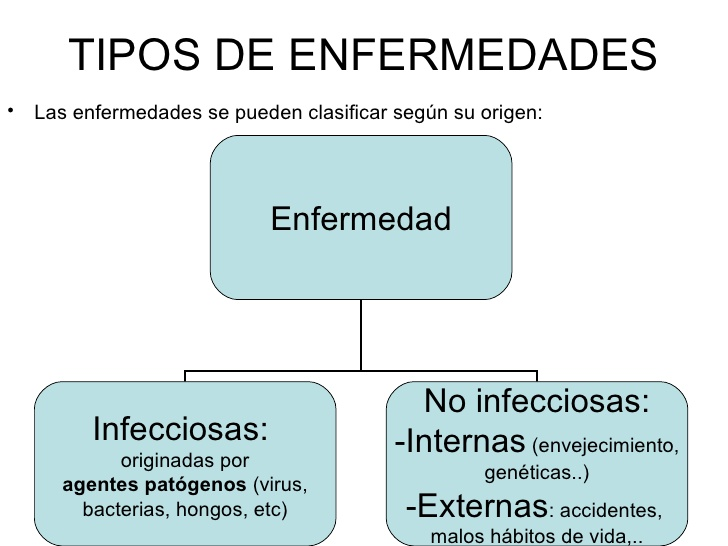 TIPOS DE ENFERMEDADES
• Las enfermedades se pueden clasificar según su origen:
Enfermedad
Infecciosas:
originadas por
agentes patógenos (virus,
bacterias, hongos, etc)
No infecciosas:
-Internas (envejecimiento,
genéticas..)
-Externas: accidentes,
malos hábitos de vida,..